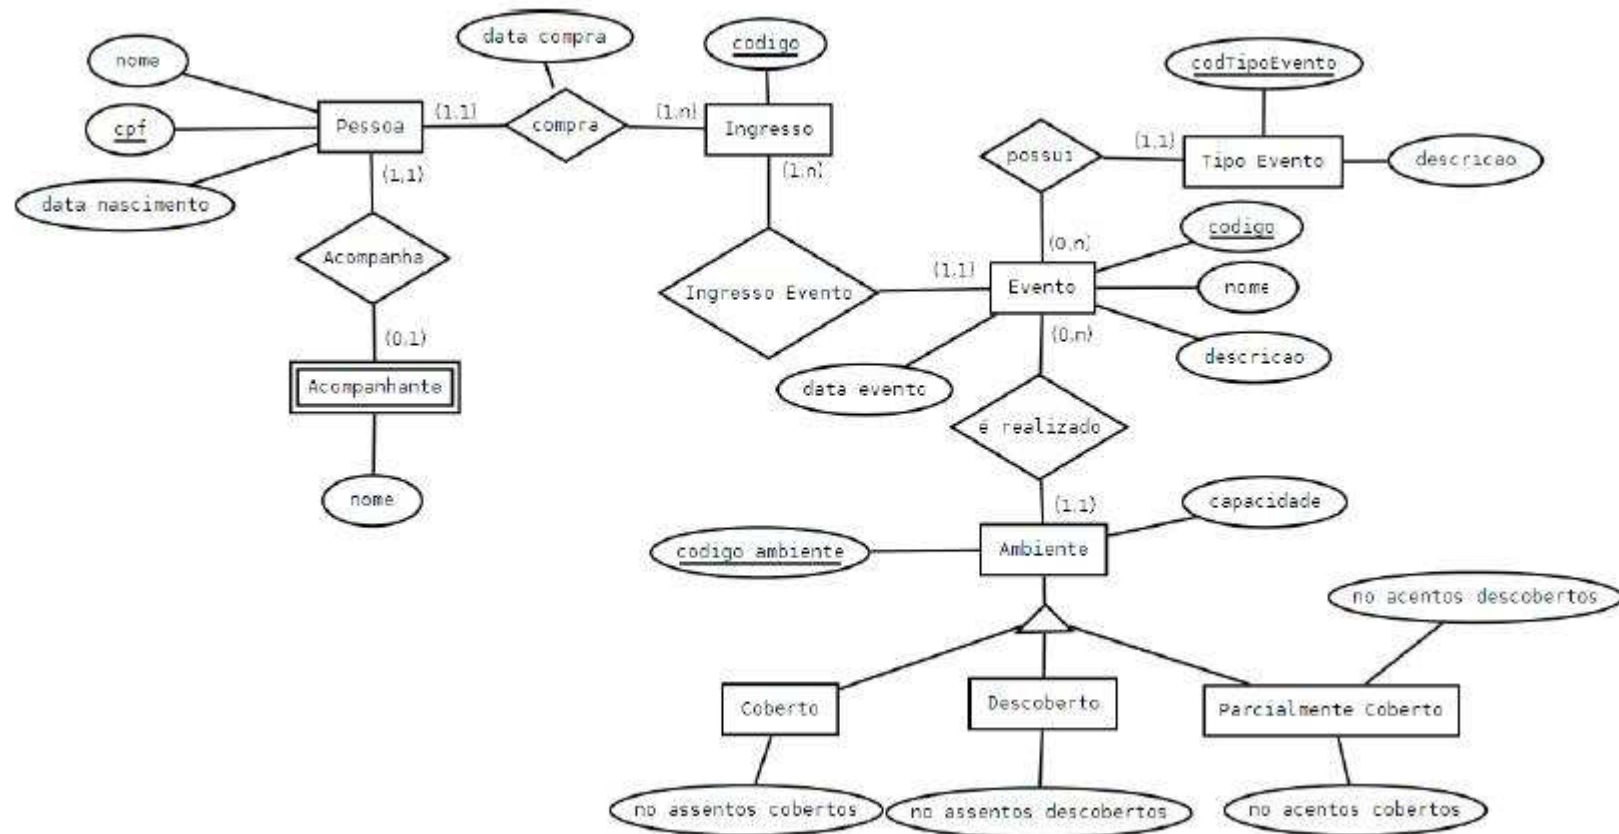 data compra
codigo
nome
codTipoEvento
cpf
Pessoa
(1,1)
compra
(1,n)
Ingresso
possui
(1,1)
Tipo Evento
descricao
(1,1)
(1,n)
data nascimento
codigo
Acompanha
(0,n)
(1,1)
Ingresso Evento
Evento
nome
(0,1)
(0,n)
descricao
Acompanhante
data evento
é realizado
nome
(1,1)
capacidade
codigo ambiente
Ambiente
no acentos descobertos
Coberto
Descoberto
Parcialmente Coberto
no assentos cobertos
no assentos descobertos
no acentos cobertos